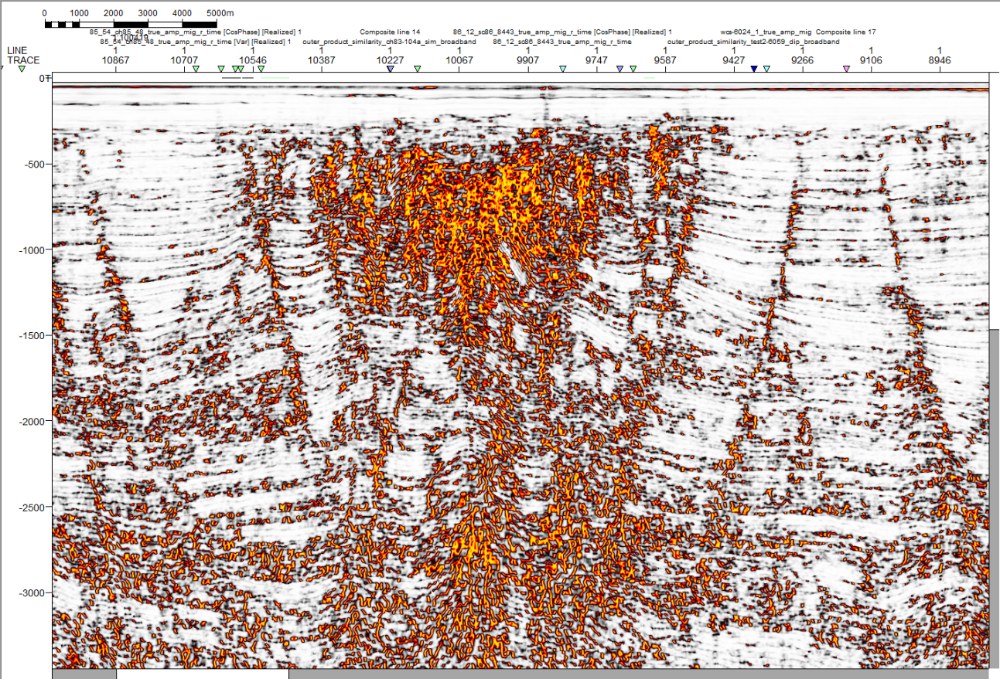 0 1000 2000 3000 4000 5000m
85_54_ch85_48_true_amp_mig_r_time [CosPhase] [Realized] 1 Composite line 14 86_12_sc86_8443_true_amp_mig_r_time [CosPhase] [Realized] 1 wcs-6024_1_true_amp_mig Composite line 17
1:100419
85_54_ch85_48_true_amp_mig_r_time [Var] [Realized] 1 outer_product_similarity_ch83-104a_sim_broadband 86_12_sc86_8443_true_amp_mig_r_time outer_product_similarity_test2-6059_dip_broadband
LINE 1 1 1 1 1 1 1 1 1 1 1 1 1
TRACE 10867 10707 10546 10387 10227 10067 9907 9747 9587 9427 9266 9106 8946
0
-500
-1000
-1500
-2000
-2500
-3000